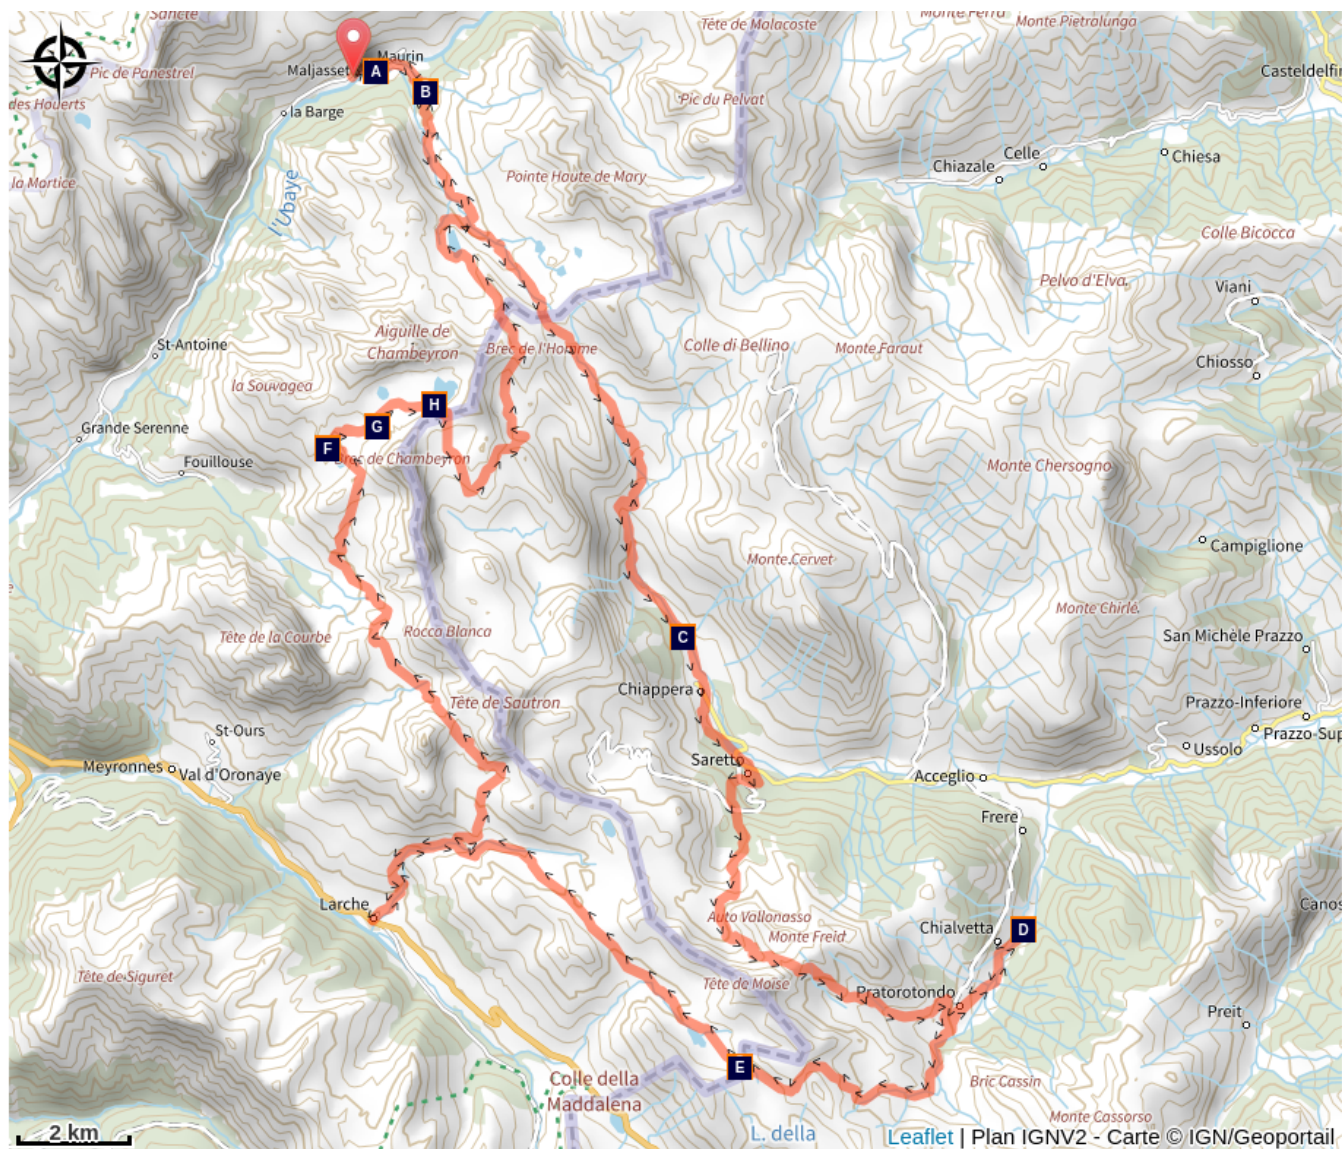 Sancte
Tête de Malacoste
Monte Ferra
Monte Pietralunga
Maurin
Maljasset
A
Pic de Panestrel
Casteldelfin
B
Pic du Pelvat
des Houerts
la Barge
Celle
Chiesa
Chiazale
la Mortice
Pointe Haute de Mary
l'Ubaye
Colle Bicocca
Pelvo d'Elva
Viani
Aiguille de
Chambeyron
St-Antoine
Brec de l'Homme
Colle di Bellino
Monte Faraut
Chiosso
la Souvagea
H
Grande Serenne
G
F
Brec de Chambeyron
Fouillouse
Monte Chersogno
Campiglione
Monte Cervet
Monte Chirlè
Tête de la Courbe
Rocca Blanca
C
San Michèle Prazzo
Chiappera
Tête de Sautron
Prazzo-Inferiore
St-Ours
Prazzo-Sup
Ussolo
Meyronnes
Val d'Oronaye
Saretto
Acceglio
Frere
Larche
Auto Vallonasso
Canos
Monte Freid
Chialvetta
D
Tête de Siguret
Tête de Moise
Pratorotondo
Preit
E
Colle della
Maddalena
Bric Cassin
Monte Cassorso
2 km
L. della
Leaflet | Plan IGNV2 - Carte © IGN/Geoportail